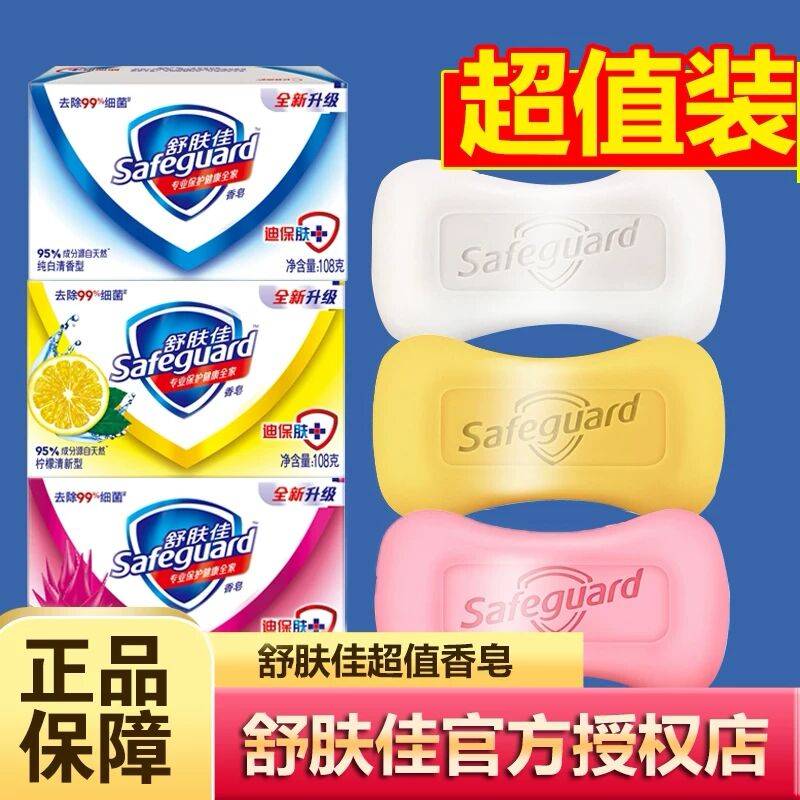 超值装
去除99%细菌
全新升级
舒肤佳
Safeguard
专业保护健康全家
香皂
迪保肤
95%成分源自天然
纯白清香型
净含量:108克
Safeguard
去除99%细菌
全新升级
舒肤佳
Safeguard
专业保护健康全家
香皂
迪保肤
95%成分源自天然
柠檬清新型
净含量:108克
Safeguard
去除99%细菌
全新升级
舒肤佳
Safeguard
专业保护健康全家
香皂
迪保肤
Safeguard
正品
保障
舒肤佳超值香皂
舒肤佳官方授权店